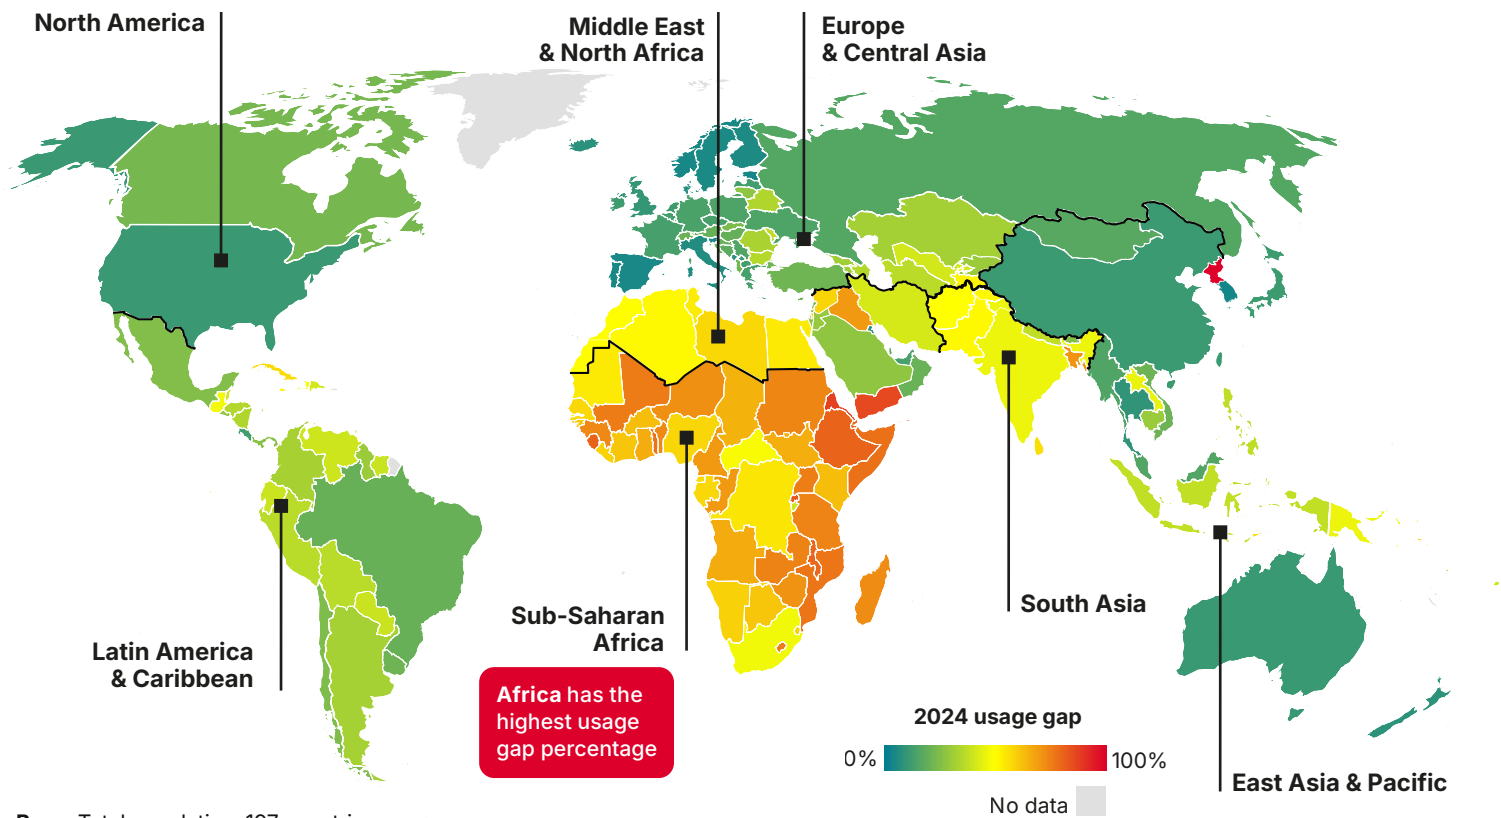 North America
Middle East
& North Africa
Europe
& Central Asia
Sub-Saharan
Africa
South Asia
Latin America
& Caribbean
Africa has the
highest usage
gap percentage
2024 usage gap
0%
100%
No data
East Asia & Pacific